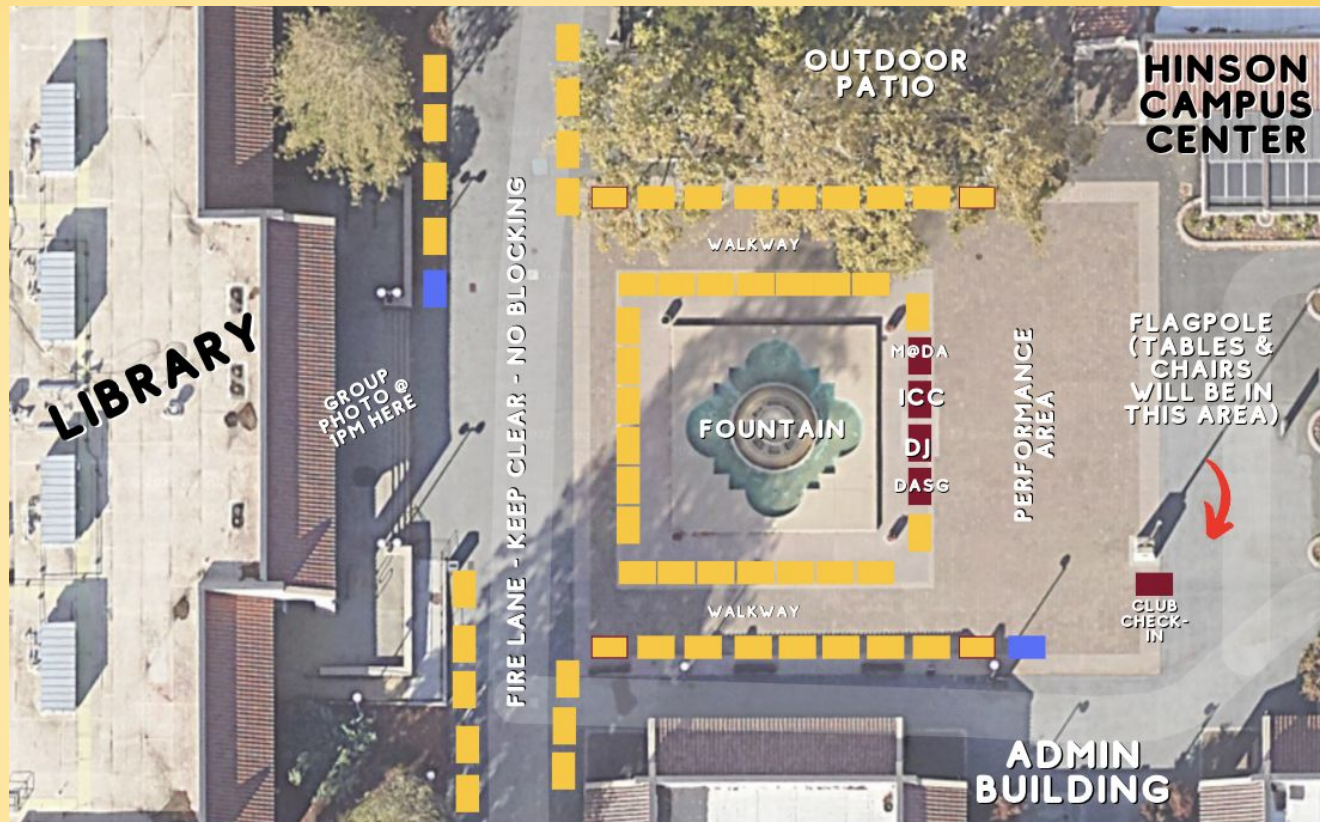 OUTDOOR
PATIO
HINSON
CAMPUS
CENTER
WALKWAY
FIRE LANE - KEEP CLEAR - NO BLOCKING
LIBRARY
GROUP
PHOTO @
1PM HERE
FOUNTAIN
M@DA
ICC
DJ
DASG
PERFORMANCE
AREA
FLAGPOLE
(TABLES &
CHAIRS
WILL BE IN
THIS AREA)
CLUB
CHECK-
IN
WALKWAY
ADMIN
BUILDING